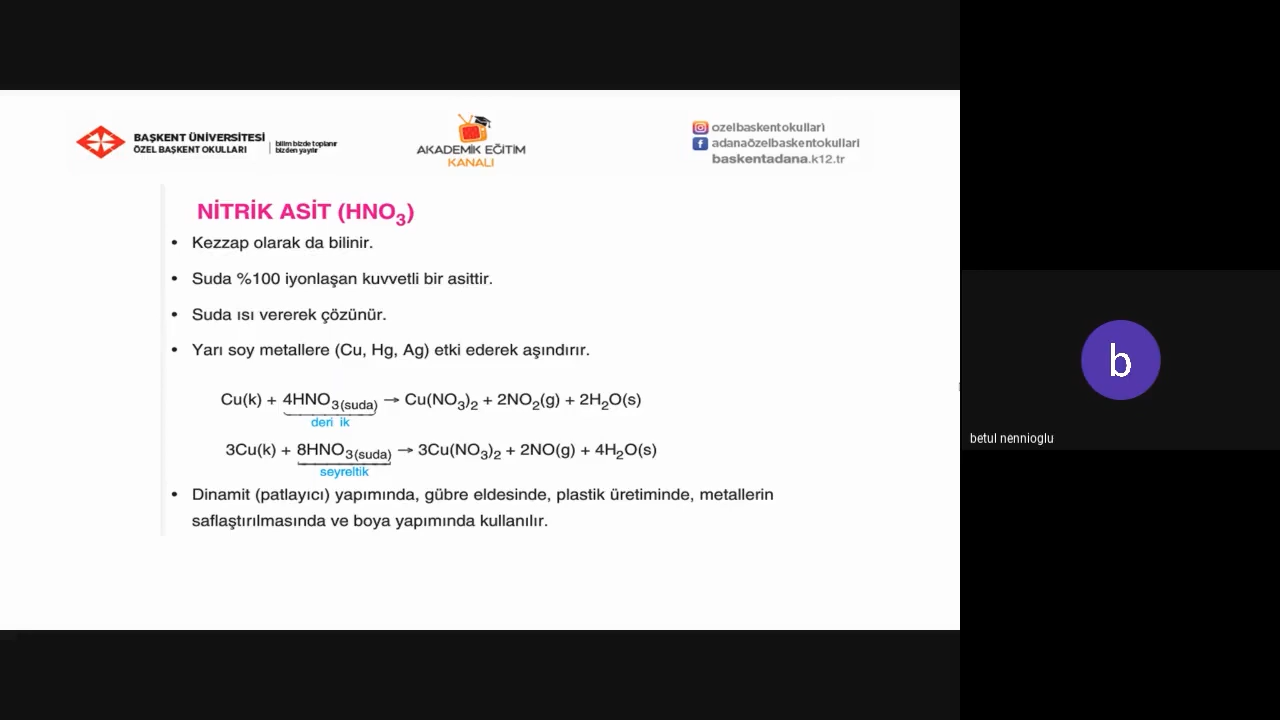 BAŞKENT ÜNİVERSİTESİ
ÖZEL BAŞKENT OKULLARI
bilim bizde toplanır
bizden yayılır
AKADEMİK EĞİTİM
KANALI
ozelbaskentokullari
adanaözelbaskentokullari
baskentadana.k12.tr
NİTRİK ASİT (HNO₃)
• Kezzap olarak da bilinir.
• Suda %100 iyonlaşan kuvvetli bir asittir.
• Suda ısı vererek çözünür.
• Yarı soy metallere (Cu, Hg, Ag) etki ederek aşındırır.
Cu(k) + 4HNO₃(suda) → Cu(NO₃)₂ + 2NO₂(g) + 2H₂O(s)
deri ik
3Cu(k) + 8HNO₃(suda) → 3Cu(NO₃)₂ + 2NO(g) + 4H₂O(s)
seyreltik
• Dinamit (patlayıcı) yapımında, gübre eldesinde, plastik üretiminde, metallerin
saflaştırılmasında ve boya yapımında kullanılır.
b
betul nennioglu